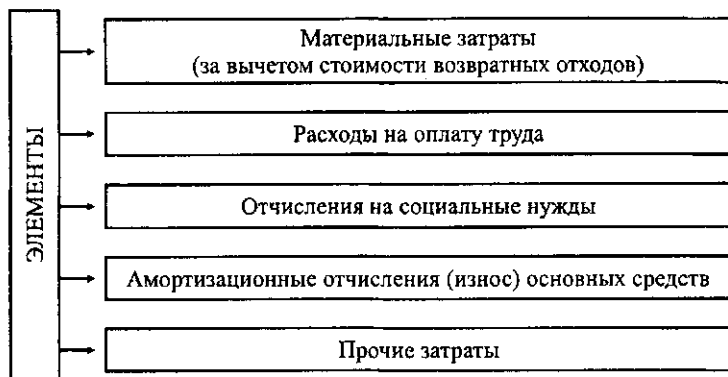 ЭЛЕМЕНТЫ
Материальные затраты
(за вычетом стоимости возвратных отходов)
Расходы на оплату труда
Отчисления на социальные нужды
Амортизационные отчисления (износ) основных средств
Прочие затраты